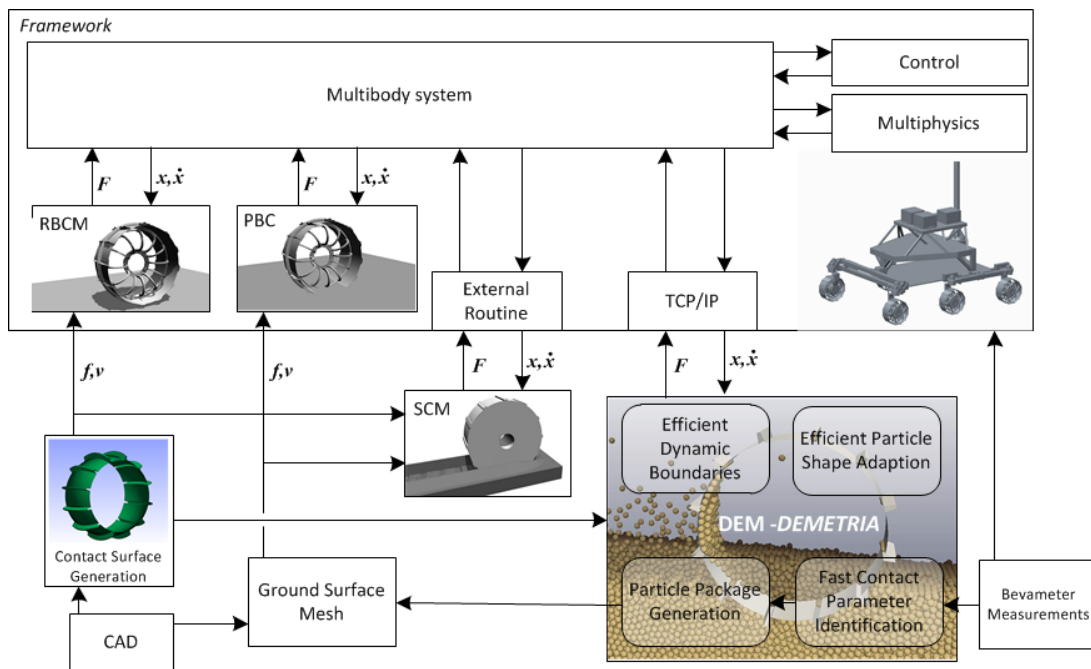 Framework
Multibody system
Control
Multiphysics
F
x,ẋ
F
x,ẋ
RBCM
PBC
External
Routine
TCP/IP
f,v
f,v
F
x,ẋ
F
x,ẋ
SCM
Efficient
Dynamic
Boundaries
Efficient Particle
Shape Adaption
DEM -DEMETRIA
Contact Surface
Generation
Ground Surface
Mesh
Particle Package
Generation
Fast Contact
Parameter
Identification
Bevameter
Measurements
CAD